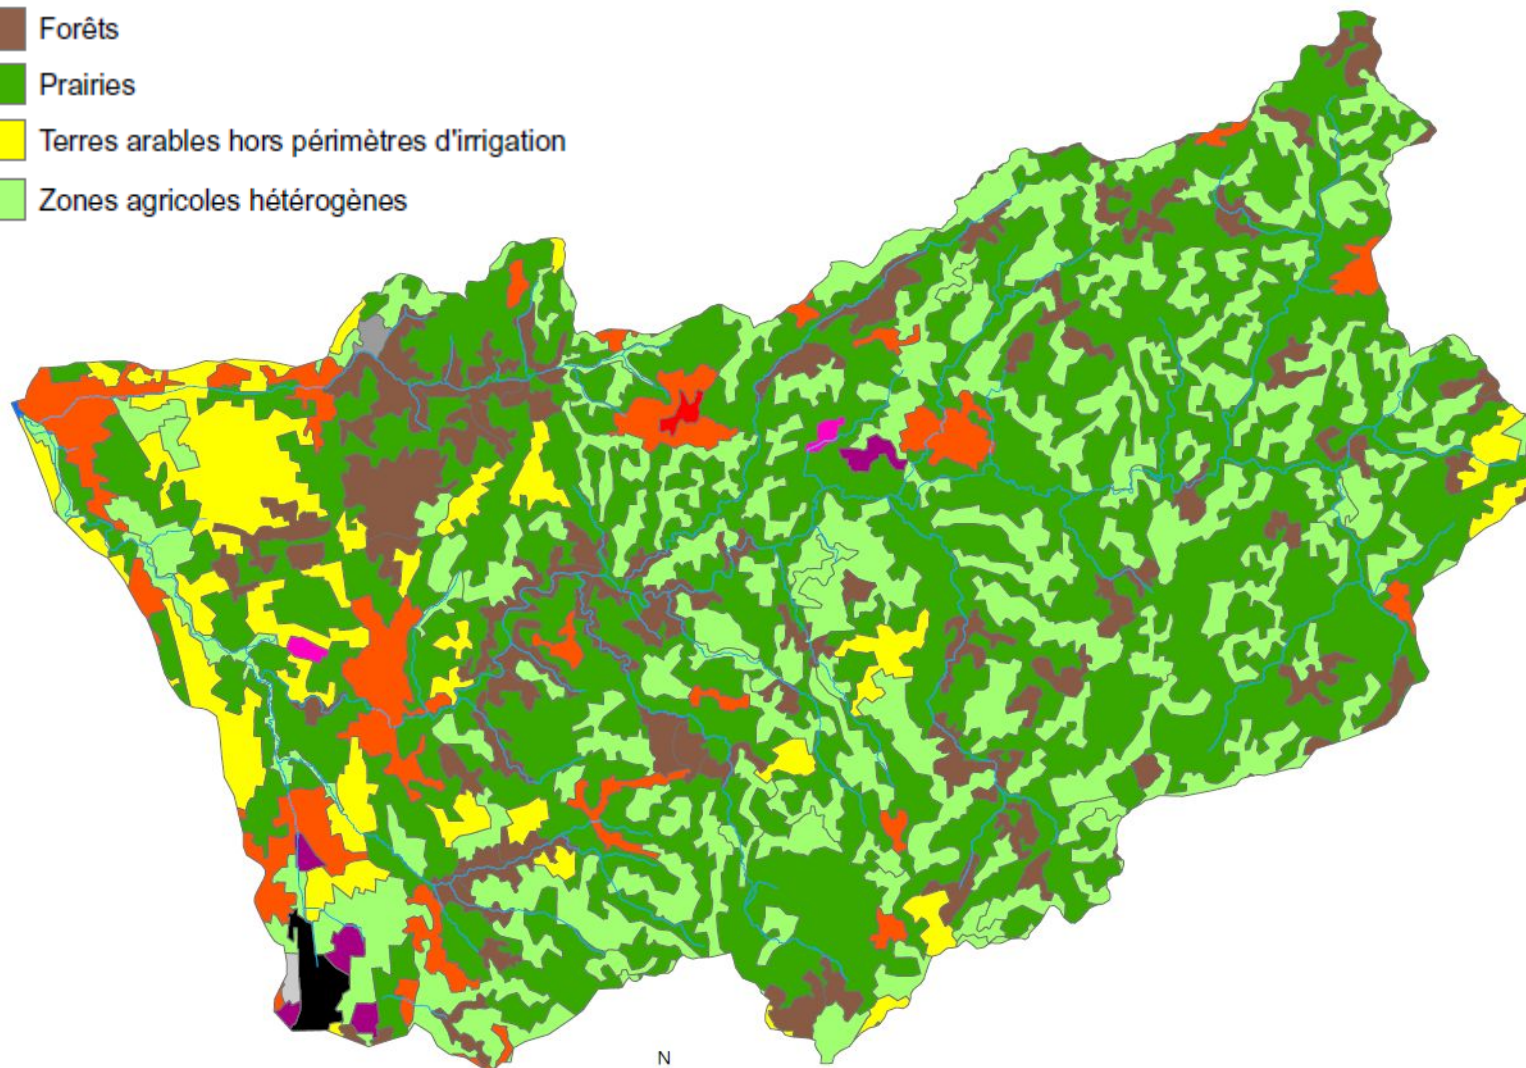 Forêts
Prairies
Terres arables hors périmètres d'irrigation
Zones agricoles hétérogènes
N